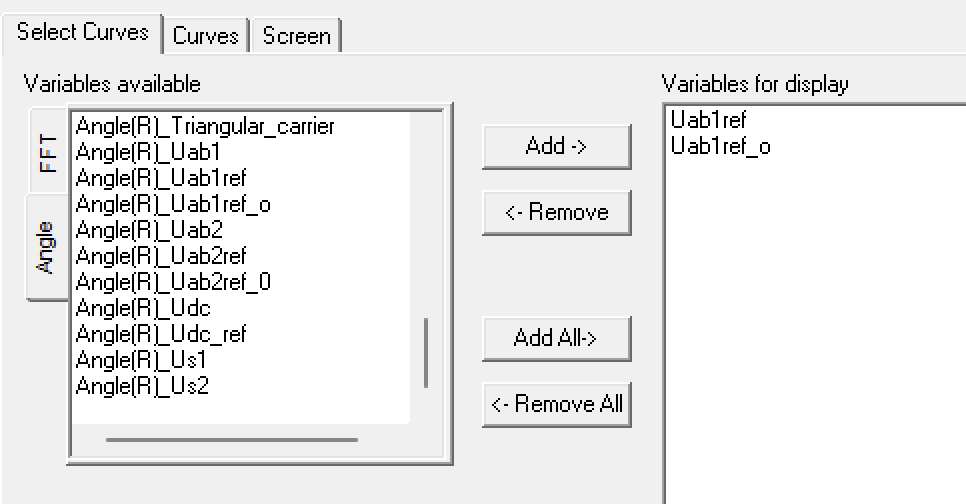 Select Curves Curves Screen
Variables available
Variables for display
FFT
Angle
Angle(R)_Triangular_carrier
Angle(R)_Uab1
Angle(R)_Uab1ref
Angle(R)_Uab1ref_o
Angle(R)_Uab2
Angle(R)_Uab2ref
Angle(R)_Uab2ref_0
Angle(R)_Udc
Angle(R)_Udc_ref
Angle(R)_Us1
Angle(R)_Us2
Add ->
<- Remove
Add All->
<- Remove All
Uab1ref
Uab1ref_o